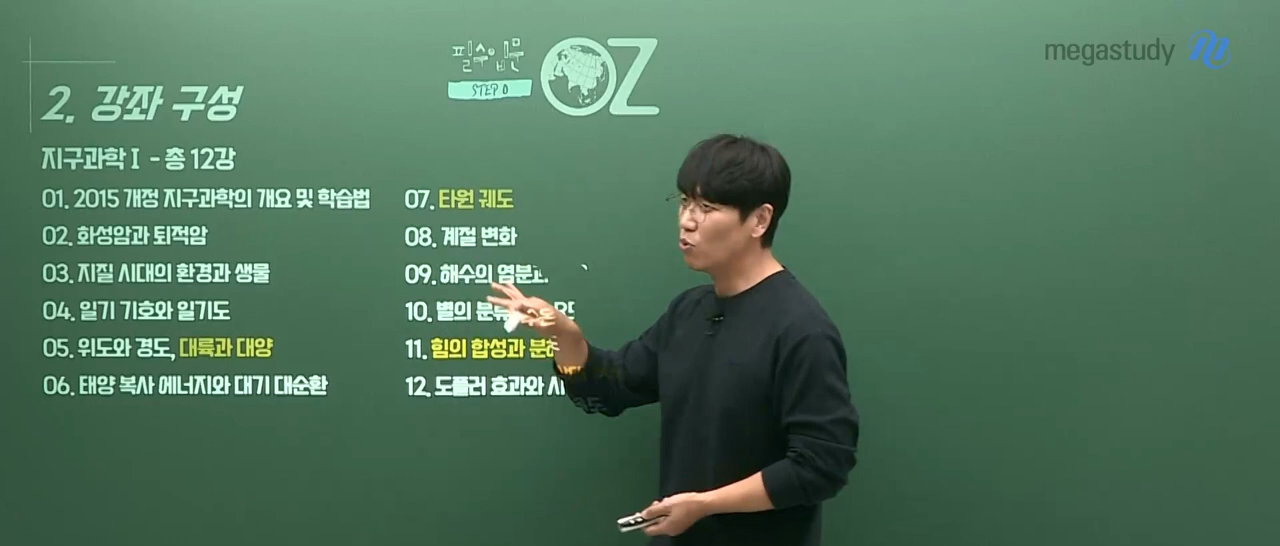 필수입문
STEP 0
OZ
megastudy
2. 강좌 구성
지구과학 I - 총 12강
01. 2015 개정 지구과학의 개요 및 학습법
02. 화성암과 퇴적암
03. 지질 시대의 환경과 생물
04. 일기 기호와 일기도
05. 위도와 경도, 대륙과 대양
06. 태양 복사 에너지와 대기 대순환
07. 타원 궤도
08. 계절 변화
09. 해수의
10. 별의
11. 힘의 합성과
12. 도플러 효과와